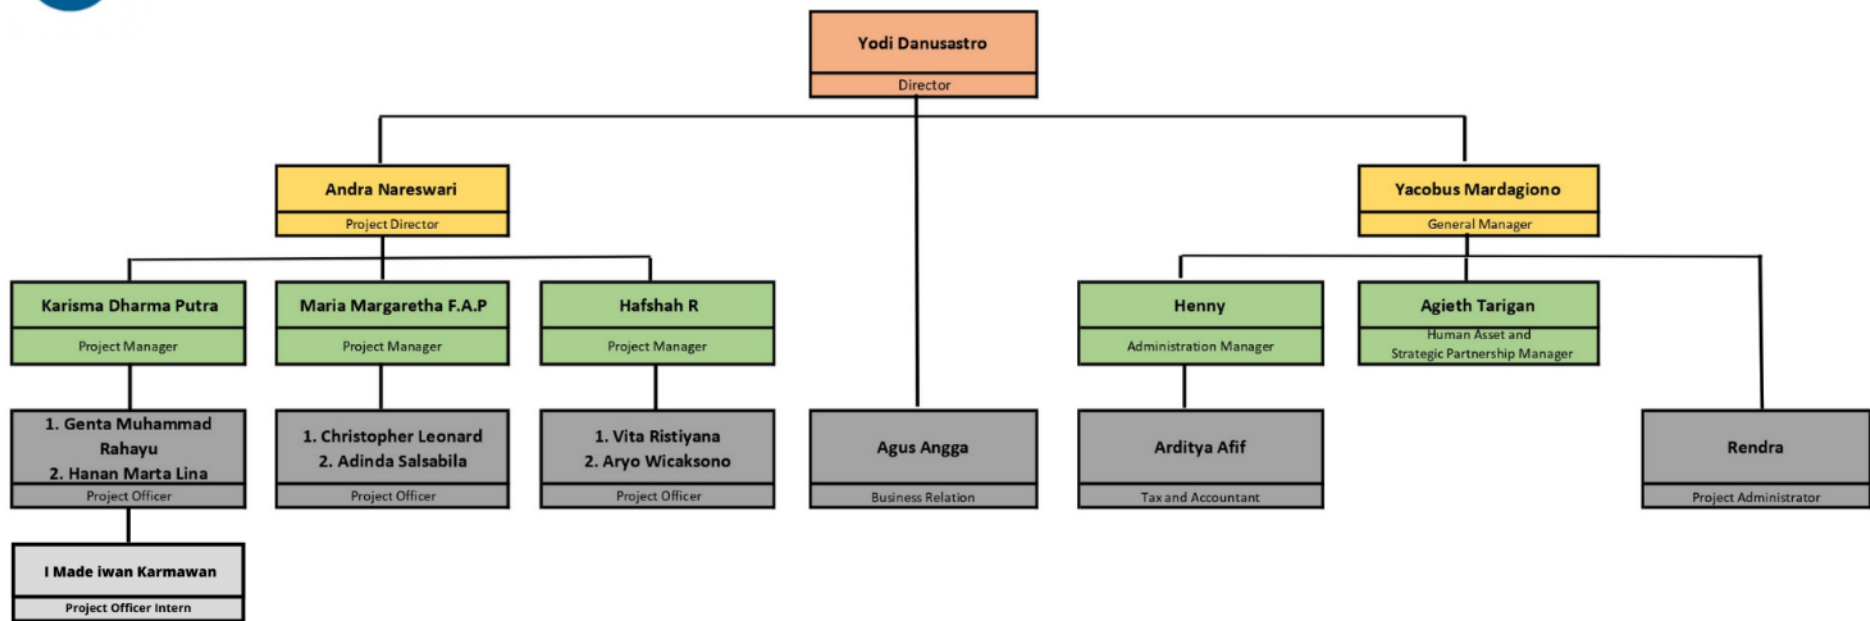 Yodi Danusastro
Director
Andra Nareswari
Project Director
Yacobus Mardagiono
General Manager
Karisma Dharma Putra
Project Manager
Maria Margaretha F.A.P
Project Manager
Hafshah R
Project Manager
Henny
Administration Manager
Agieth Tarigan
Human Asset and
Strategic Partnership Manager
1. Genta Muhammad
Rahayu
2. Hanan Marta Lina
Project Officer
1. Christopher Leonard
2. Adinda Salsabila
Project Officer
1. Vita Ristiyana
2. Aryo Wicaksono
Project Officer
Agus Angga
Business Relation
Arditya Afif
Tax and Accountant
Rendra
Project Administrator
I Made iwan Karmawan
Project Officer Intern